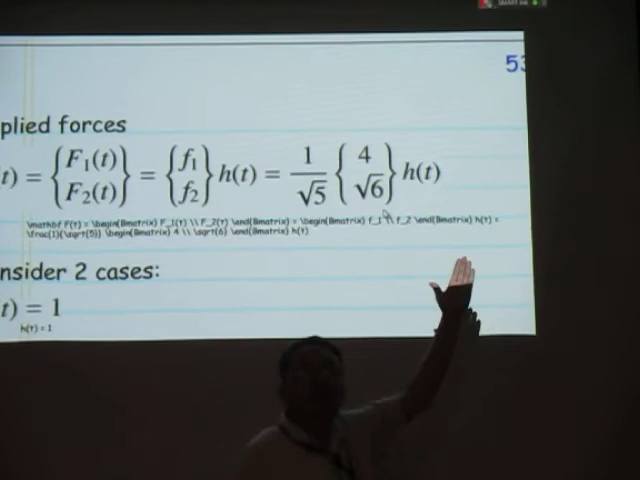 53
plied forces
t) = {F₁(t) F₂(t)} = {f₁ f₂} h(t) = 1/√5 {4 √6} h(t)
\mathbf F(t) = \begin{Bmatrix} F_1(t) \\ F_2(t) \end{Bmatrix} = \begin{Bmatrix} f_1 \\ f_2 \end{Bmatrix} h(t) =
\frac{1}{\sqrt{5}} \begin{Bmatrix} 4 \\ \sqrt{6} \end{Bmatrix} h(t)
nsider 2 cases:
t) = 1
h(t) = 1